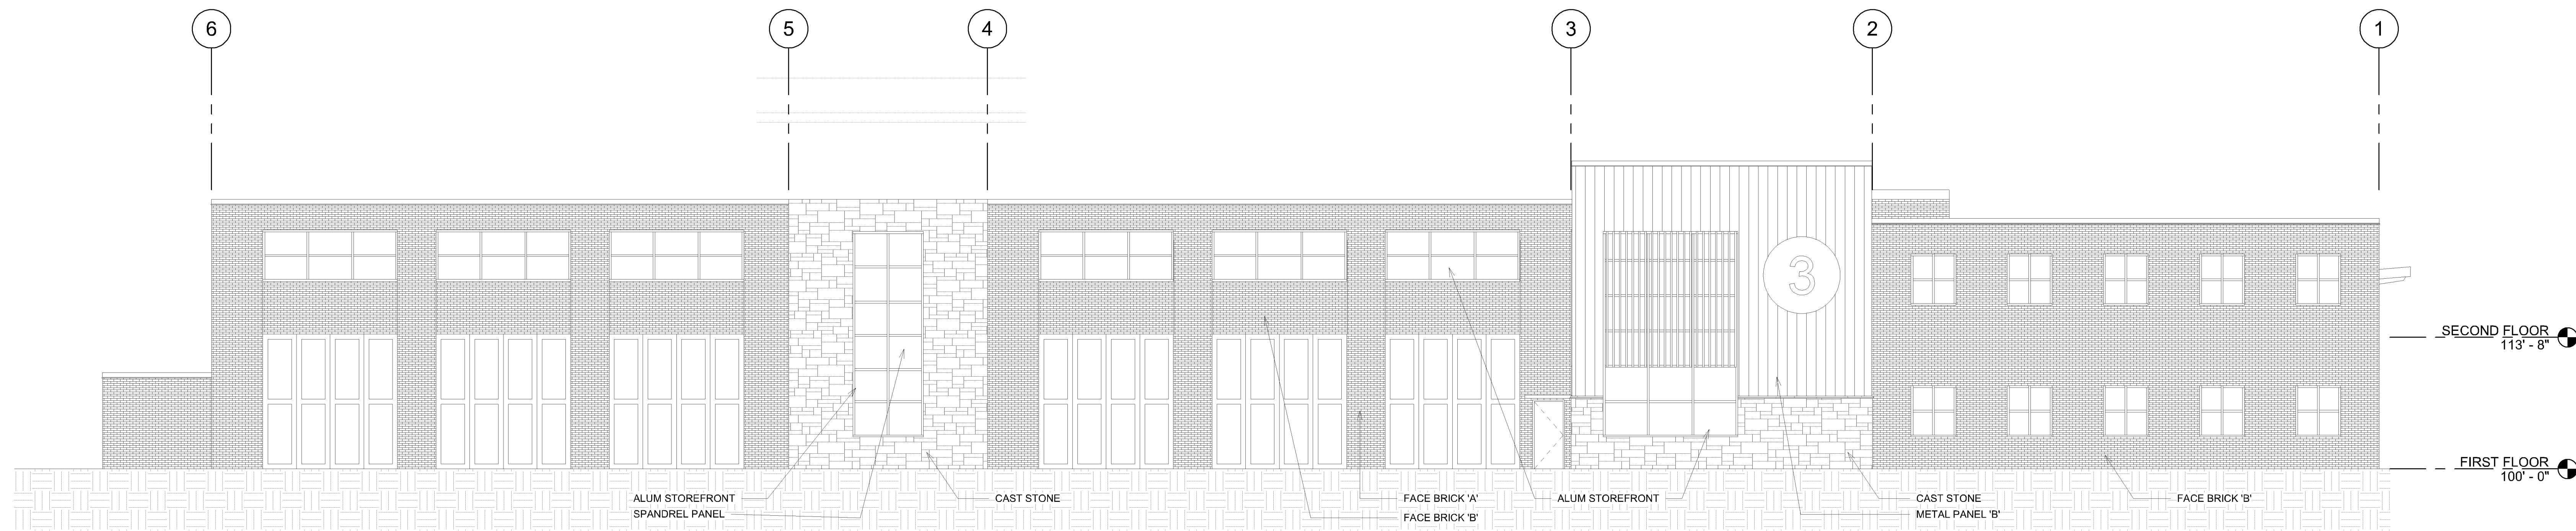 6
5
4
3
2
1
3
SECOND FLOOR
113' - 8"
FIRST FLOOR
100' - 0"
ALUM STOREFRONT
SPANDREL PANEL
CAST STONE
FACE BRICK 'A'
FACE BRICK 'B'
ALUM STOREFRONT
CAST STONE
METAL PANEL 'B'
FACE BRICK 'B'